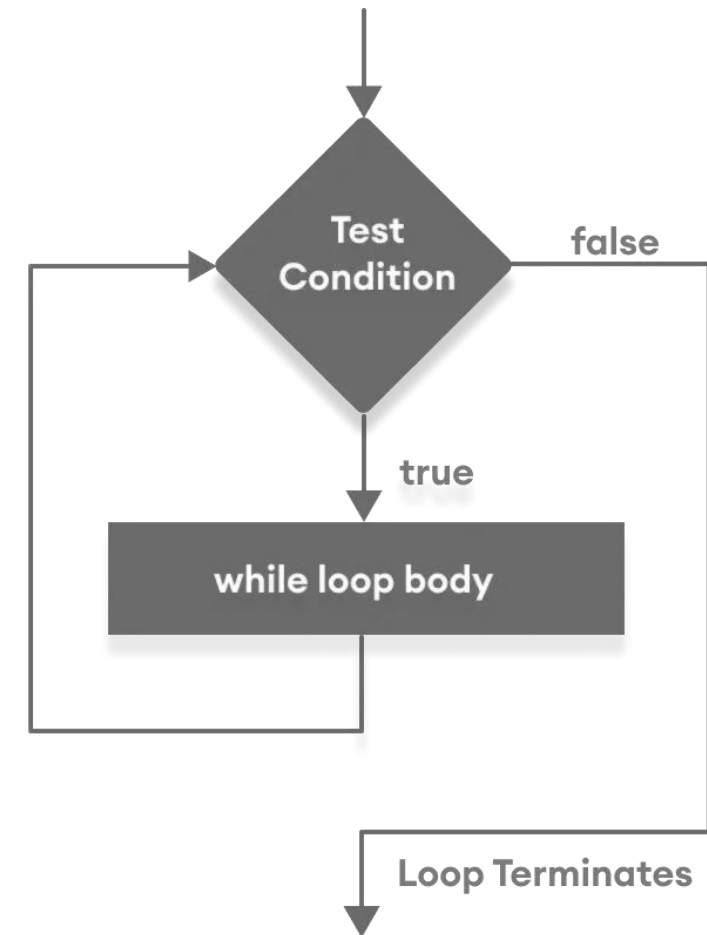 Test
Condition
false
true
while loop body
Loop Terminates